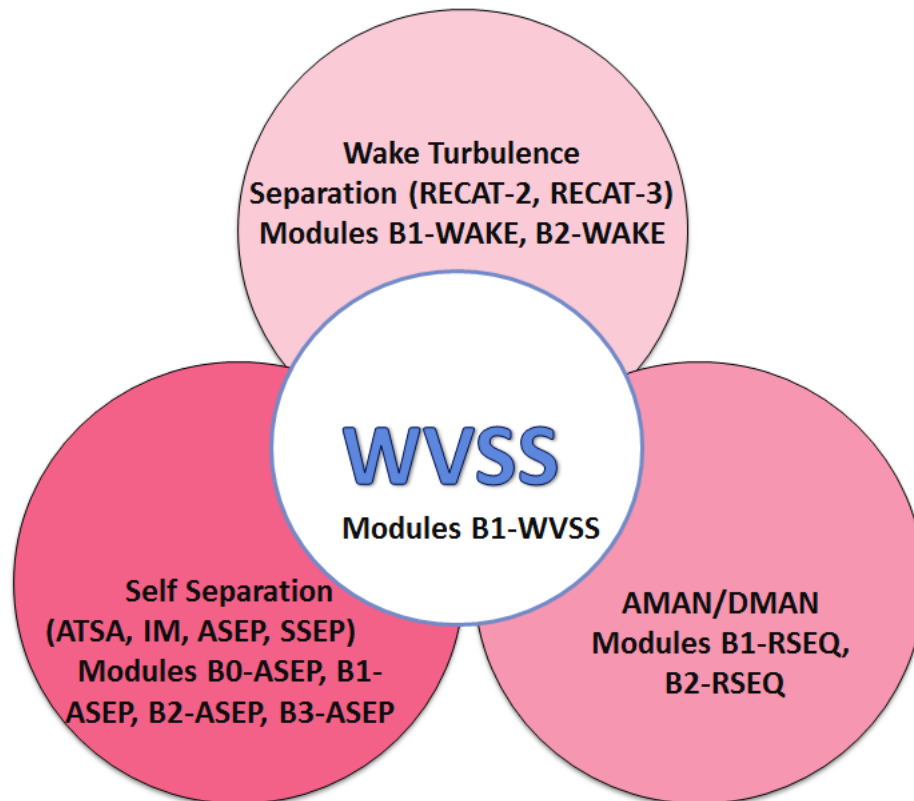 Wake Turbulence
Separation (RECAT-2, RECAT-3)
Modules B1-WAKE, B2-WAKE
WVSS
Modules B1-WVSS
Self Separation
(ATSA, IM, ASEP, SSEP)
Modules B0-ASEP, B1-
ASEP, B2-ASEP, B3-ASEP
AMAN/DMAN
Modules B1-RSEQ,
B2-RSEQ